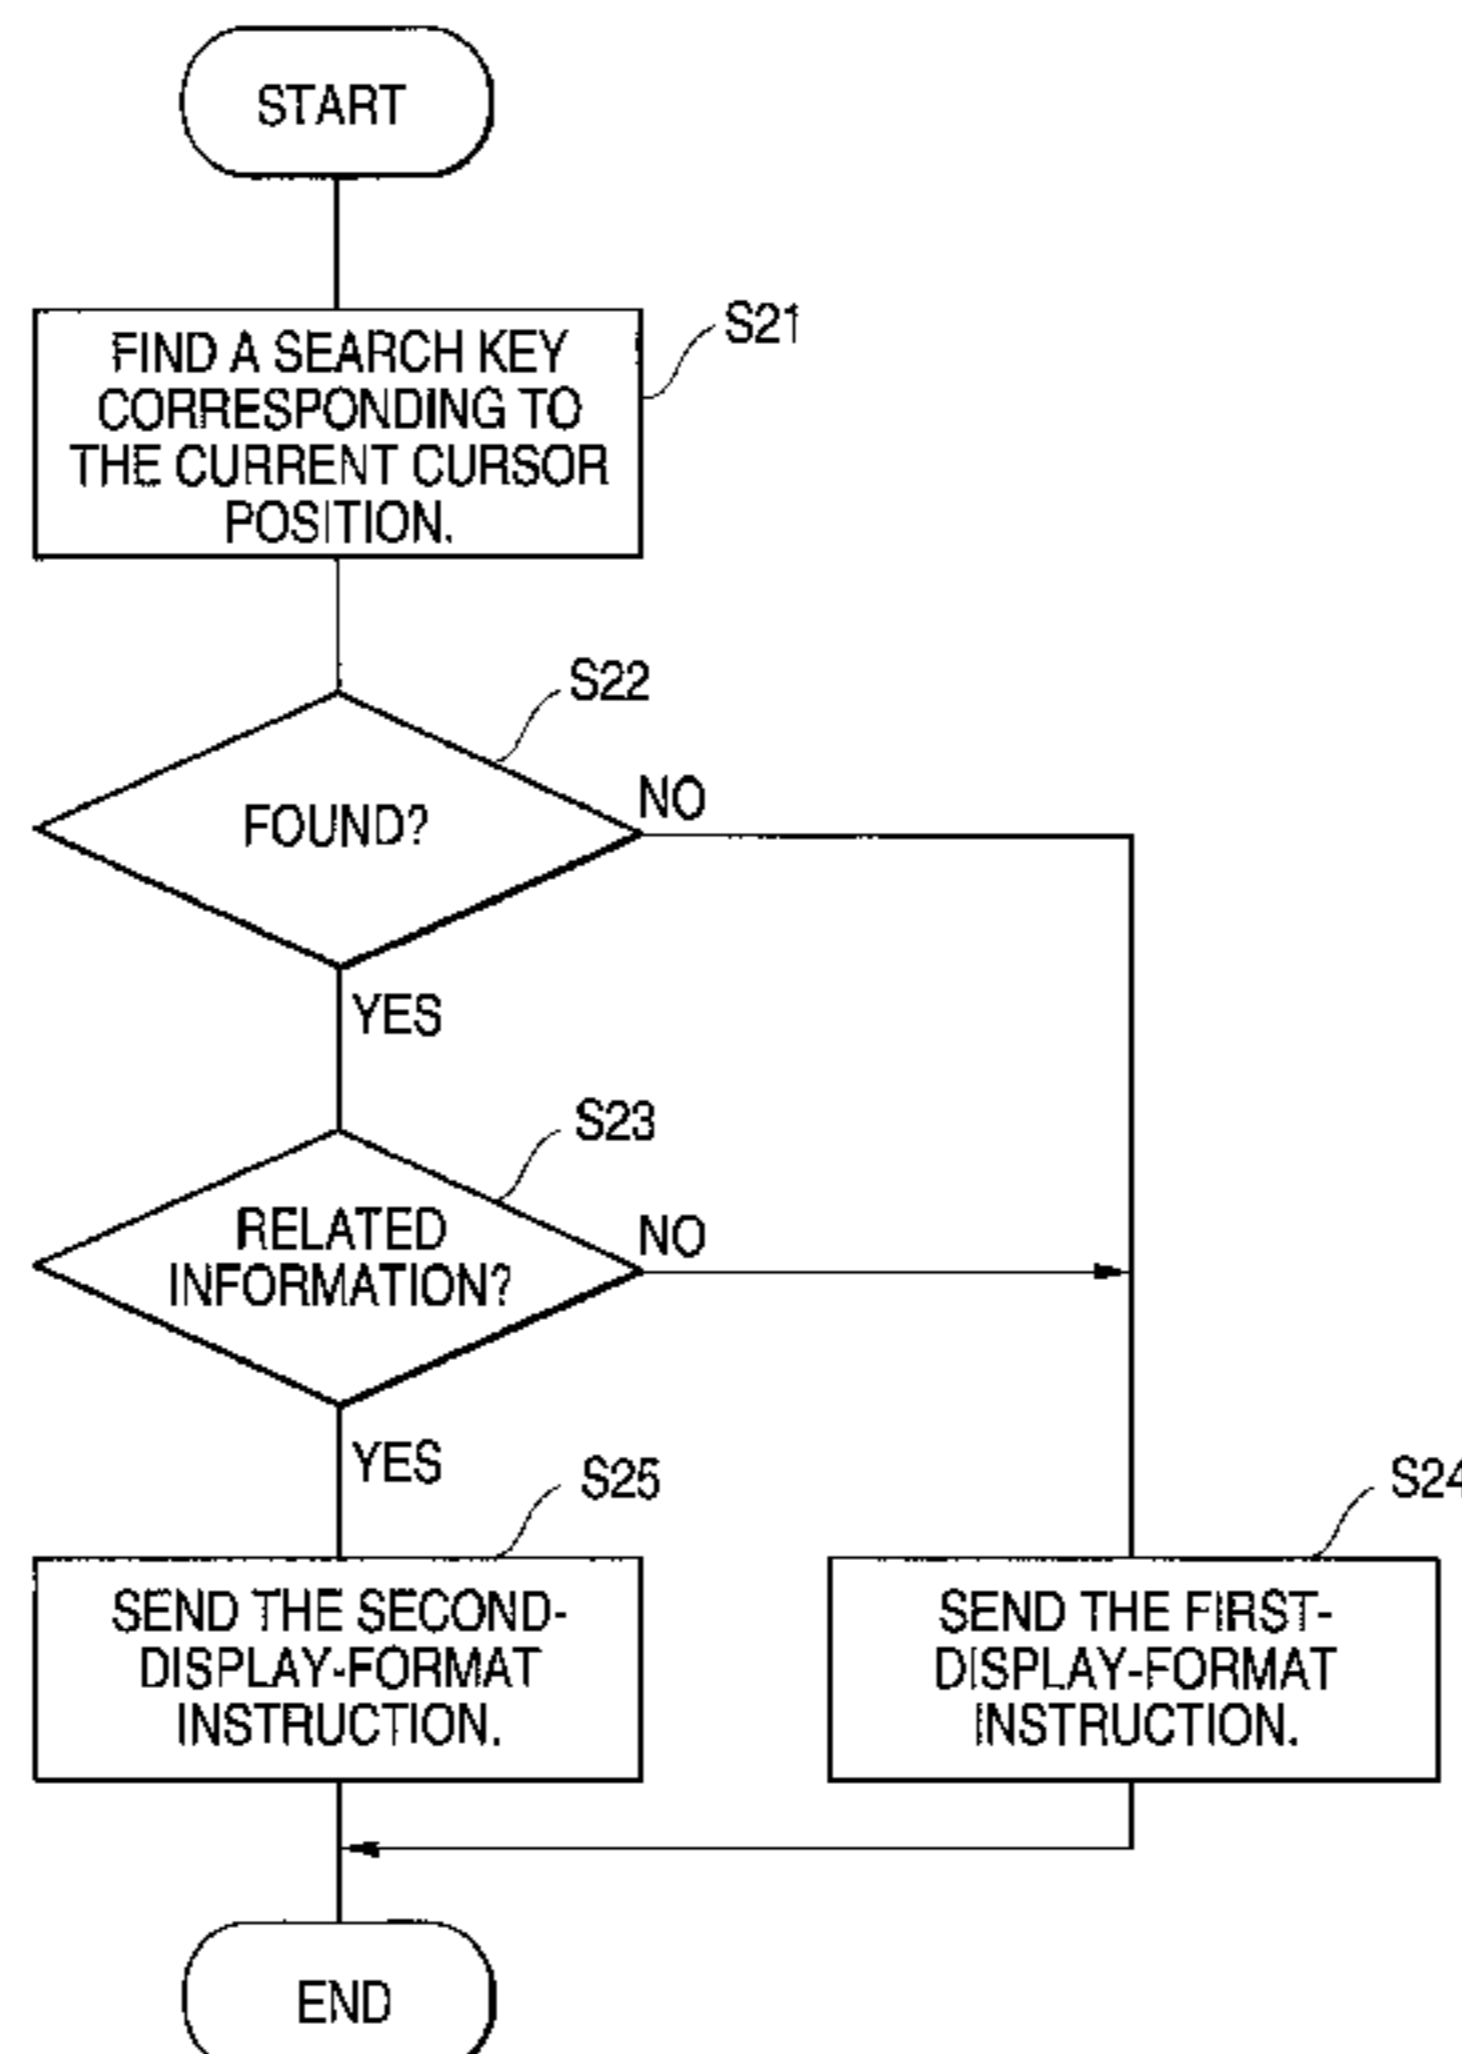 START
S21
FIND A SEARCH KEY
CORRESPONDING TO
THE CURRENT CURSOR
POSITION.
S22
FOUND?
NO
YES
S23
RELATED
INFORMATION?
NO
YES
S25
SEND THE SECOND-
DISPLAY-FORMAT
INSTRUCTION.
S24
SEND THE FIRST-
DISPLAY-FORMAT
INSTRUCTION.
END